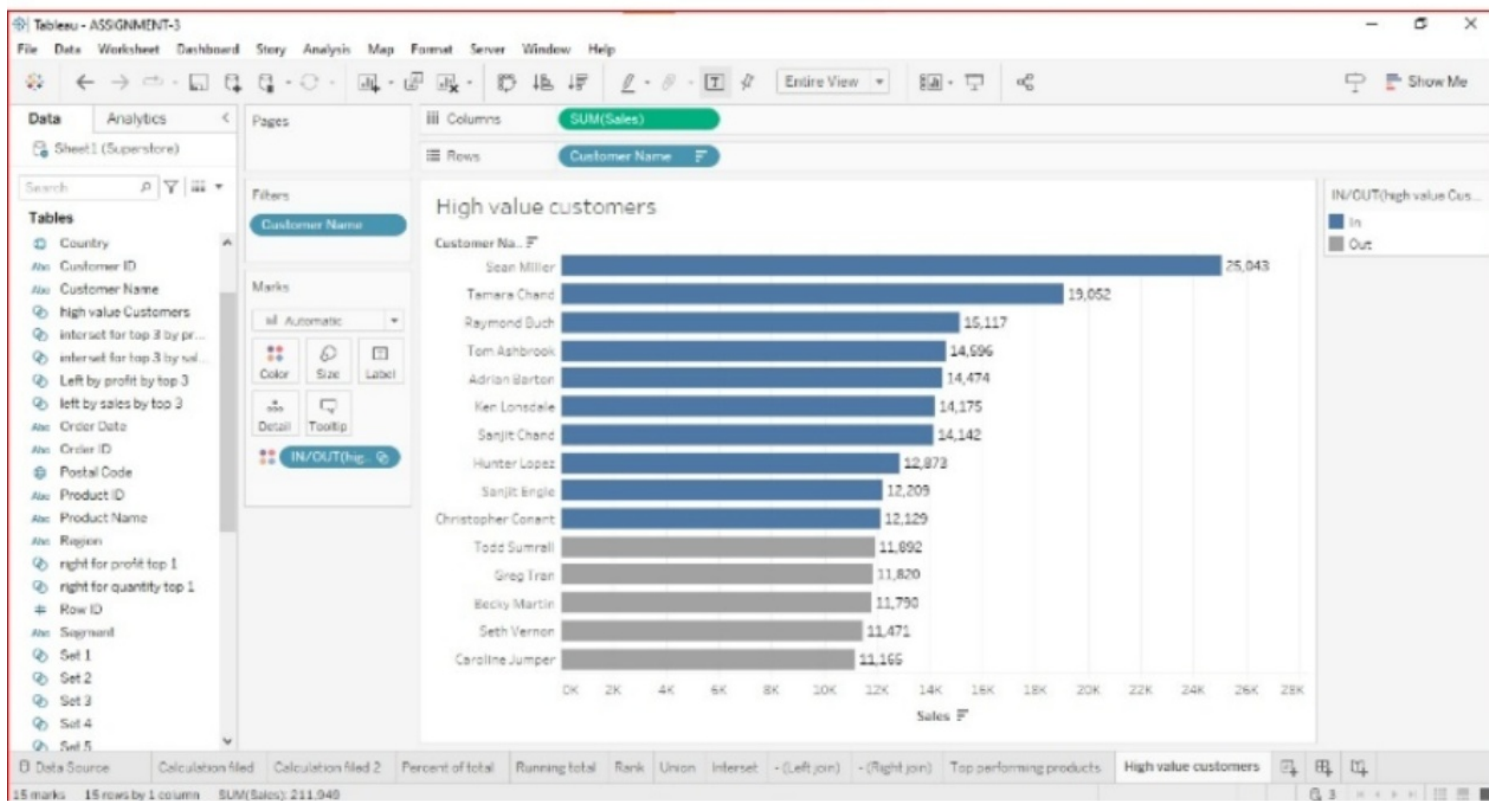 Tableau - ASSIGNMENT-3
File Data Worksheet Dashboard Story Analysis Map Format Server Window Help
Entire View
Show Me
Data Analytics
Sheet1 (Superstore)
Search
Tables
Country
Abc Customer ID
Abc Customer Name
high value Customers
interset for top 3 by pr...
interset for top 3 by sal...
Left by profit by top 3
left by sales by top 3
Abc Order Date
Abc Order ID
Postal Code
Abc Product ID
Abc Product Name
Abc Region
right for profit top 1
right for quantity top 1
# Row ID
Abc Segment
Set 1
Set 2
Set 3
Set 4
Set 5
Pages
Filters
Customer Name
Marks
Automatic
Color Size Label
Detail Tooltip
IN/OUT(hig..
Columns SUM(Sales)
Rows Customer Name
High value customers
Customer Na..
Sean Miller 25,043
Tamara Chand 19,052
Raymond Buch 15,117
Tom Ashbrook 14,596
Adrian Barton 14,474
Ken Lonsdale 14,175
Sanjit Chand 14,142
Hunter Lopez 12,873
Sanjit Engle 12,209
Christopher Conant 12,129
Todd Sumrall 11,892
Greg Tran 11,820
Becky Martin 11,790
Seth Vernon 11,471
Caroline Jumper 11,165
0K 2K 4K 6K 8K 10K 12K 14K 16K 18K 20K 22K 24K 26K 28K
Sales
IN/OUT(high value Cus...
In
Out
Data Source Calculation filed Calculation filed 2 Percent of total Running total Rank Union Interset - (Left join) - (Right join) Top performing products High value customers
15 marks 15 rows by 1 column SUM(Sales): 211,949
3